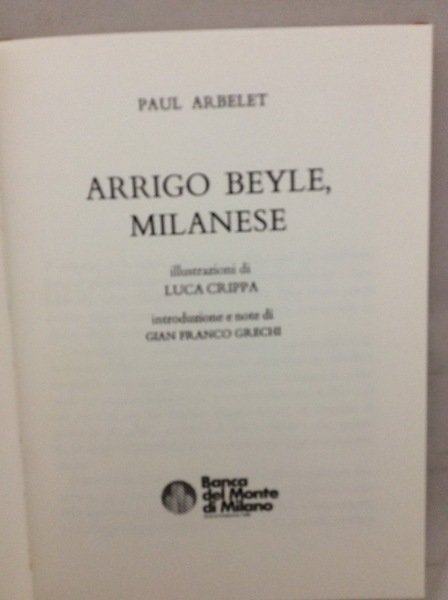 PAUL ARBELET
ARRIGO BEYLE,
MILANESE
illustrazioni di
LUCA CRIPPA
introduzione e note di
GIAN FRANCO GRECHI
Banca
del Monte
di Milano